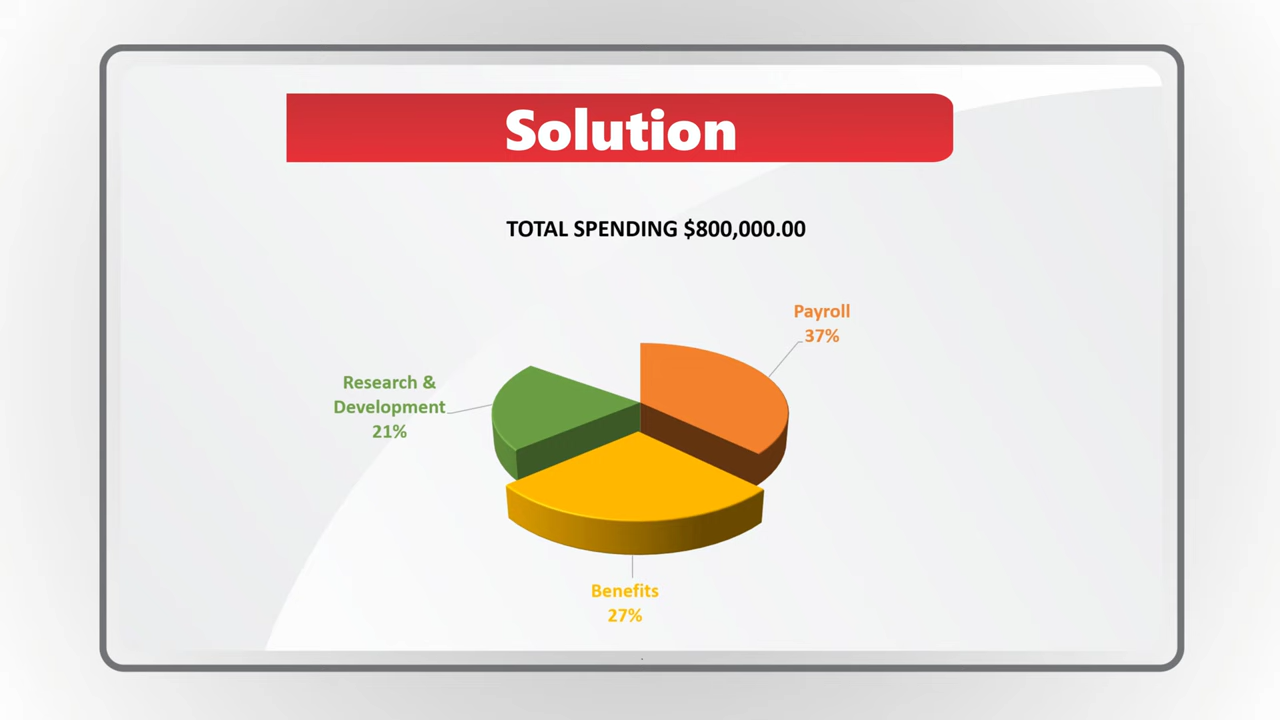 Solution
TOTAL SPENDING $800,000.00
Payroll
37%
Research &
Development
21%
Benefits
27%